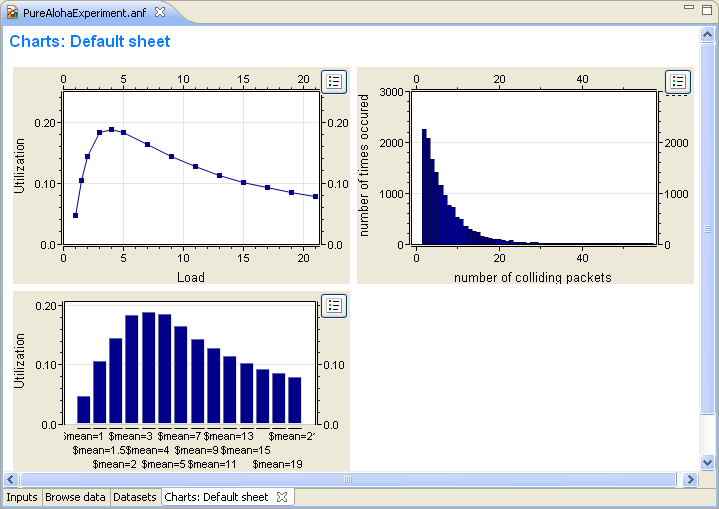 PureAlohaExperiment.anf
Charts: Default sheet
0 5 10 15 20
0.20 0.20
0.10 0.10
0.0 0.0
Utilization
0 5 10 15 20
Load
0 20 40
3000
2000 2000
1000 1000
0 0
number of times occured
0 20 40
number of colliding packets
0.20
0.10 0.10
0.0 0.0
Utilization
$mean=1 $mean=3 $mean=7 $mean=13 $mean=21
$mean=1.5 $mean=4 $mean=9 $mean=15
$mean=2 $mean=5 $mean=11 $mean=19
Inputs Browse data Datasets Charts: Default sheet